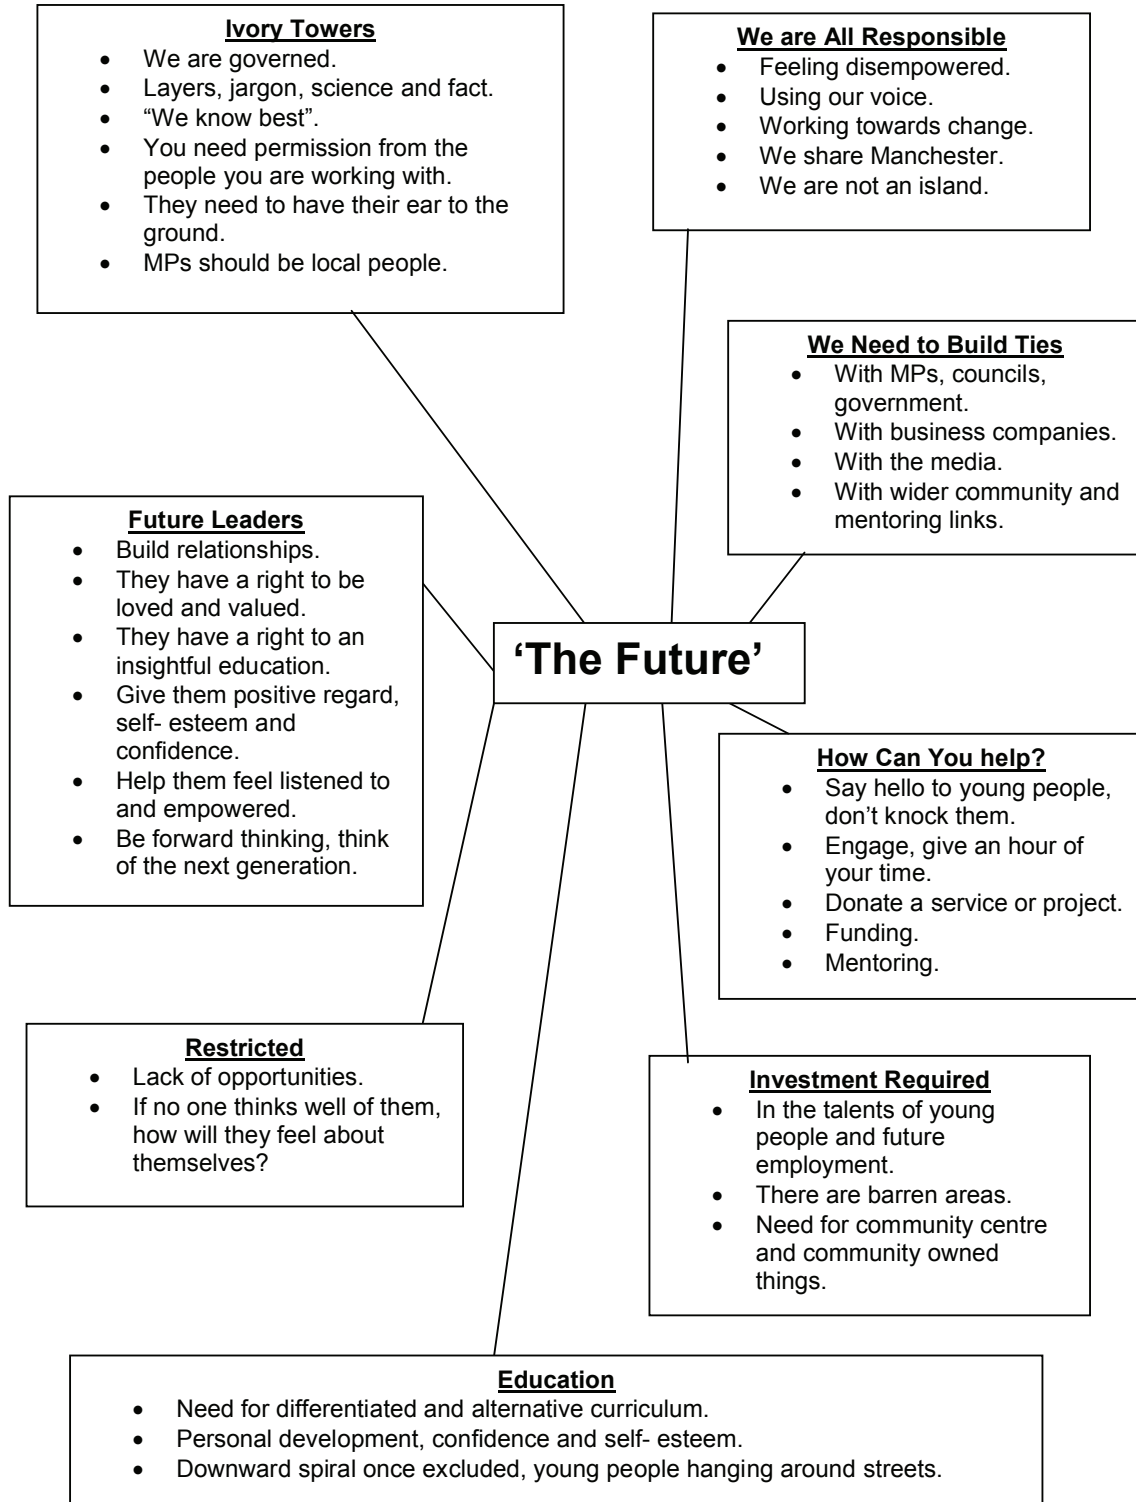 Ivory Towers
• We are governed.
• Layers, jargon, science and fact.
• “We know best”.
• You need permission from the
people you are working with.
• They need to have their ear to the
ground.
• MPs should be local people.
We are All Responsible
• Feeling disempowered.
• Using our voice.
• Working towards change.
• We share Manchester.
• We are not an island.
We Need to Build Ties
• With MPs, councils,
government.
• With business companies.
• With the media.
• With wider community and
mentoring links.
Future Leaders
• Build relationships.
• They have a right to be
loved and valued.
• They have a right to an
insightful education.
• Give them positive regard,
self- esteem and
confidence.
• Help them feel listened to
and empowered.
• Be forward thinking, think
of the next generation.
‘The Future’
How Can You help?
• Say hello to young people,
don’t knock them.
• Engage, give an hour of
your time.
• Donate a service or project.
• Funding.
• Mentoring.
Restricted
• Lack of opportunities.
• If no one thinks well of them,
how will they feel about
themselves?
Investment Required
• In the talents of young
people and future
employment.
• There are barren areas.
• Need for community centre
and community owned
things.
Education
• Need for differentiated and alternative curriculum.
• Personal development, confidence and self- esteem.
• Downward spiral once excluded, young people hanging around streets.